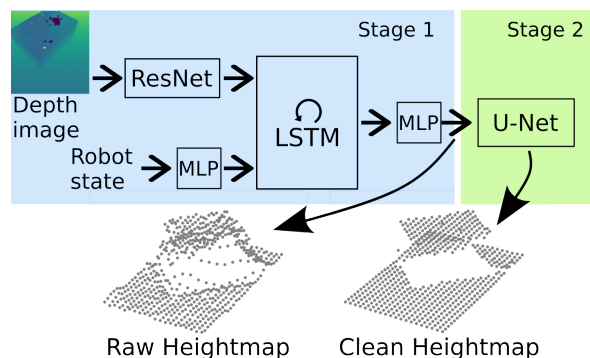 Stage 1
Stage 2
ResNet
Depth
image
LSTM
MLP
U-Net
Robot
state
MLP
Raw Heightmap
Clean Heightmap